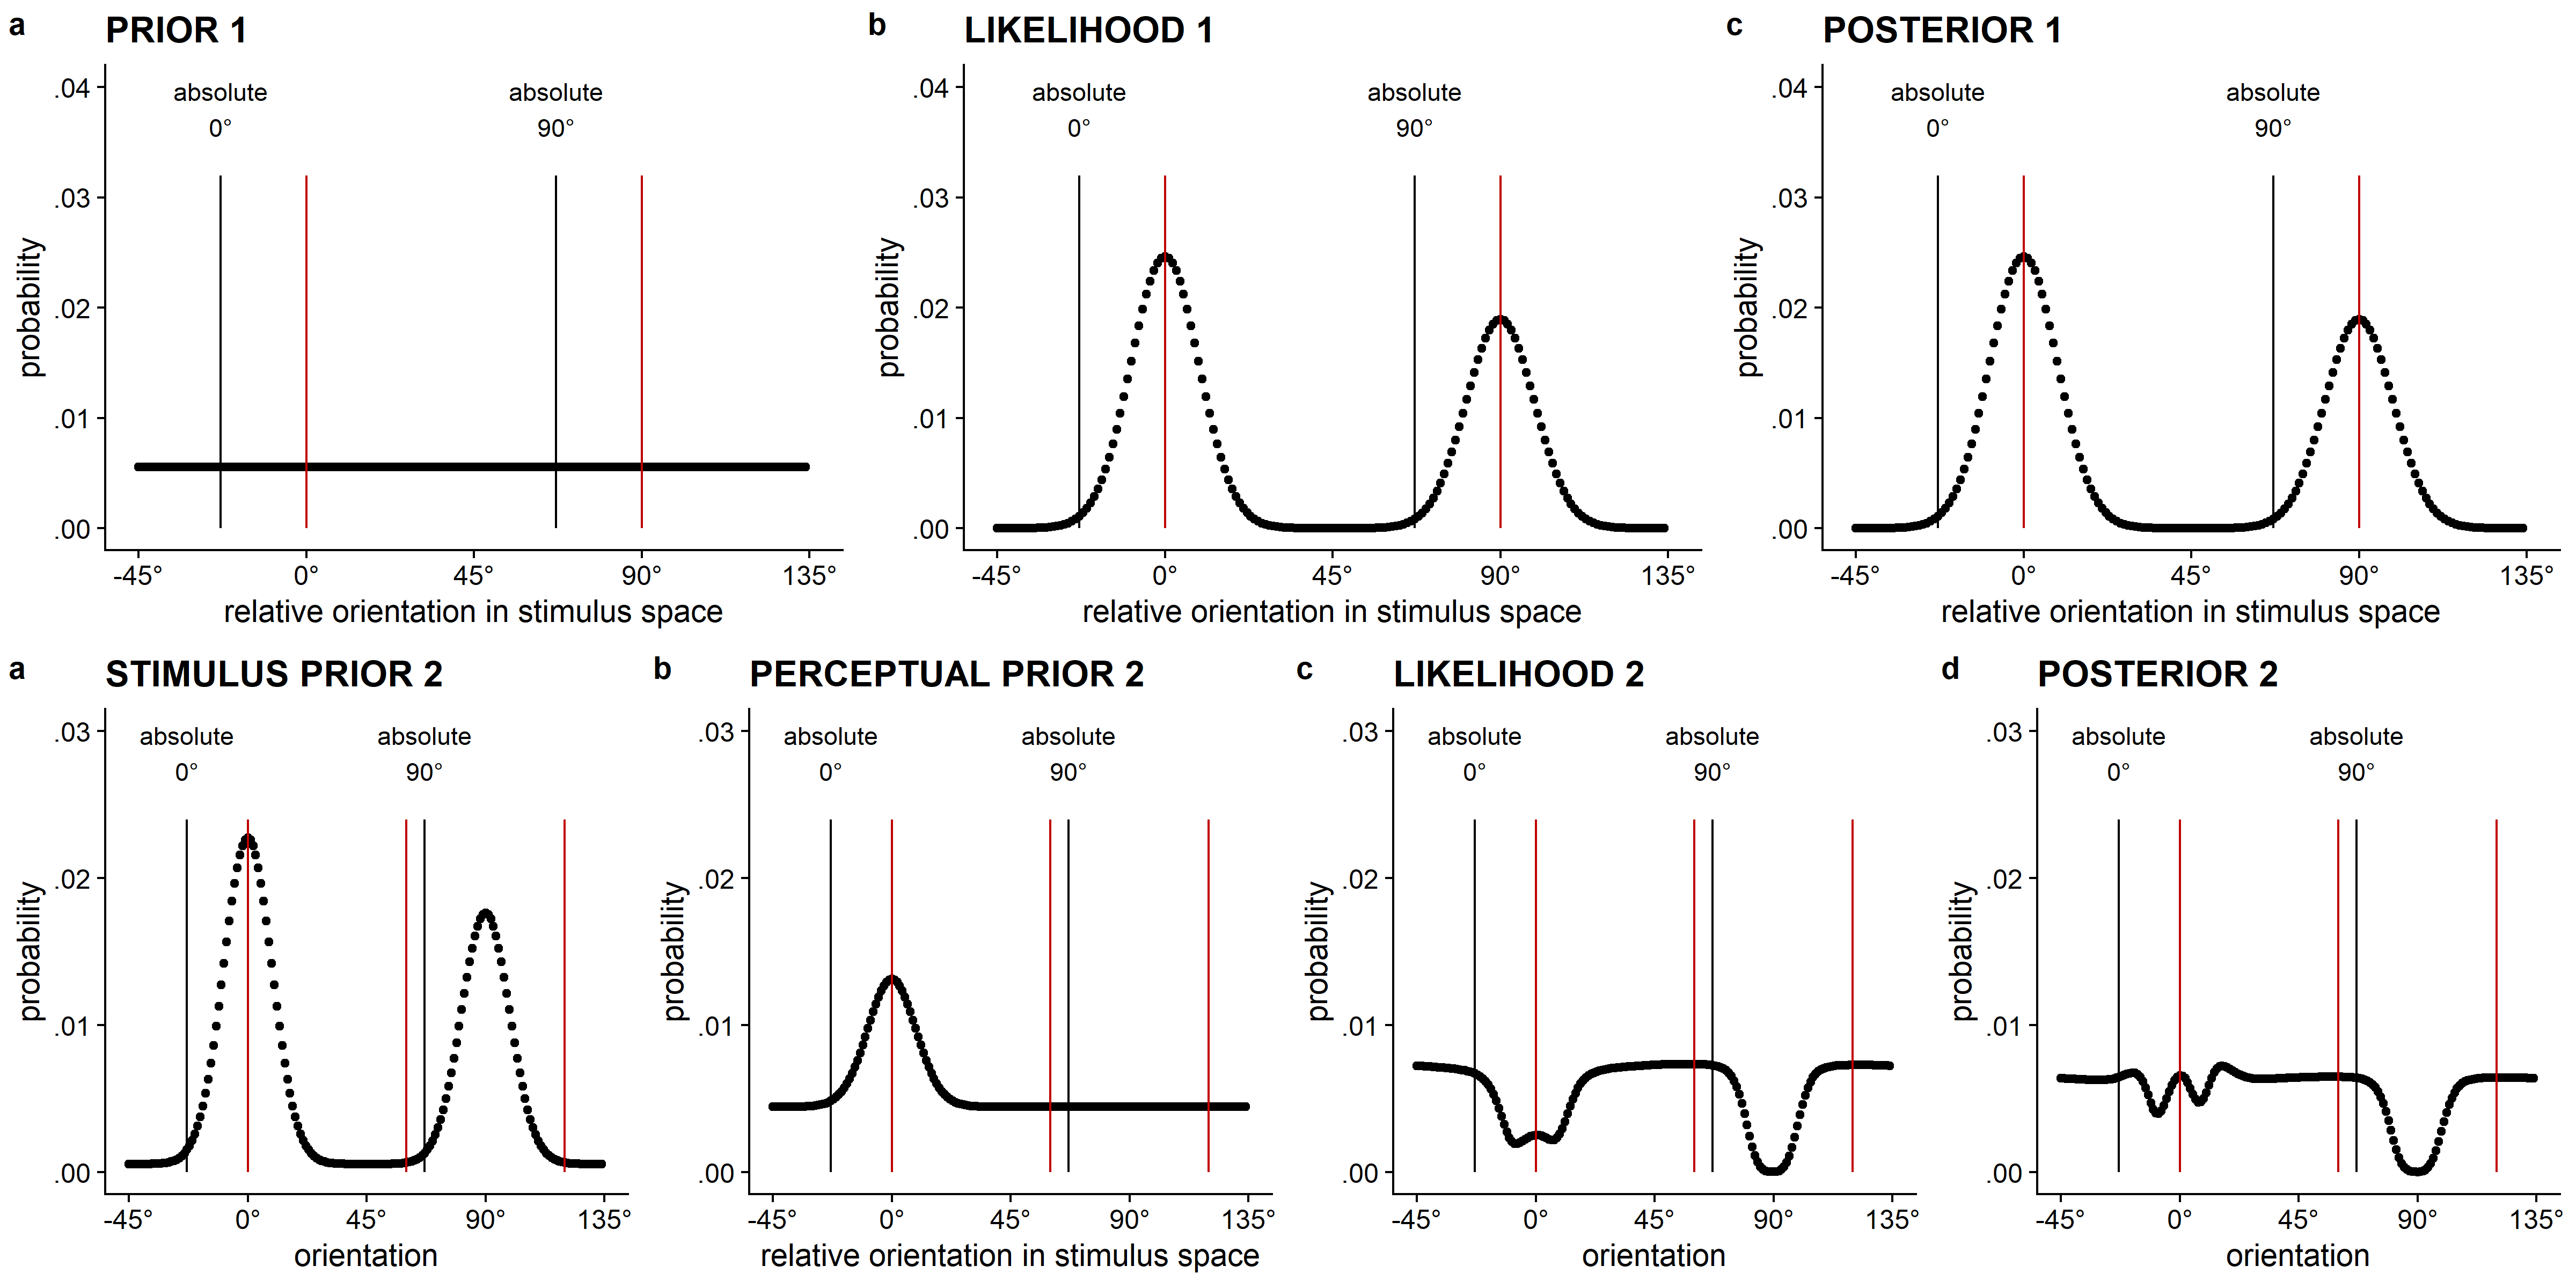 a PRIOR 1
.04
.03
.02
.01
.00
absolute
0°
absolute
90°
probability
-45° 0° 45° 90° 135°
relative orientation in stimulus space
b LIKELIHOOD 1
.04
.03
.02
.01
.00
absolute
0°
absolute
90°
probability
-45° 0° 45° 90° 135°
relative orientation in stimulus space
c POSTERIOR 1
.04
.03
.02
.01
.00
absolute
0°
absolute
90°
probability
-45° 0° 45° 90° 135°
relative orientation in stimulus space
a STIMULUS PRIOR 2
.03
.02
.01
.00
absolute
0°
absolute
90°
probability
-45° 0° 45° 90° 135°
orientation
b PERCEPTUAL PRIOR 2
.03
.02
.01
.00
absolute
0°
absolute
90°
probability
-45° 0° 45° 90° 135°
relative orientation in stimulus space
c LIKELIHOOD 2
.03
.02
.01
.00
absolute
0°
absolute
90°
probability
-45° 0° 45° 90° 135°
orientation
d POSTERIOR 2
.03
.02
.01
.00
absolute
0°
absolute
90°
probability
-45° 0° 45° 90° 135°
orientation